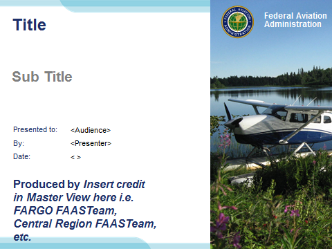 Title
Sub Title
Presented to: <Audience>
By: <Presenter>
Date: < >
Produced by Insert credit
in Master View here i.e.
FARGO FAASTeam,
Central Region FAASTeam,
etc.
Federal Aviation
Administration